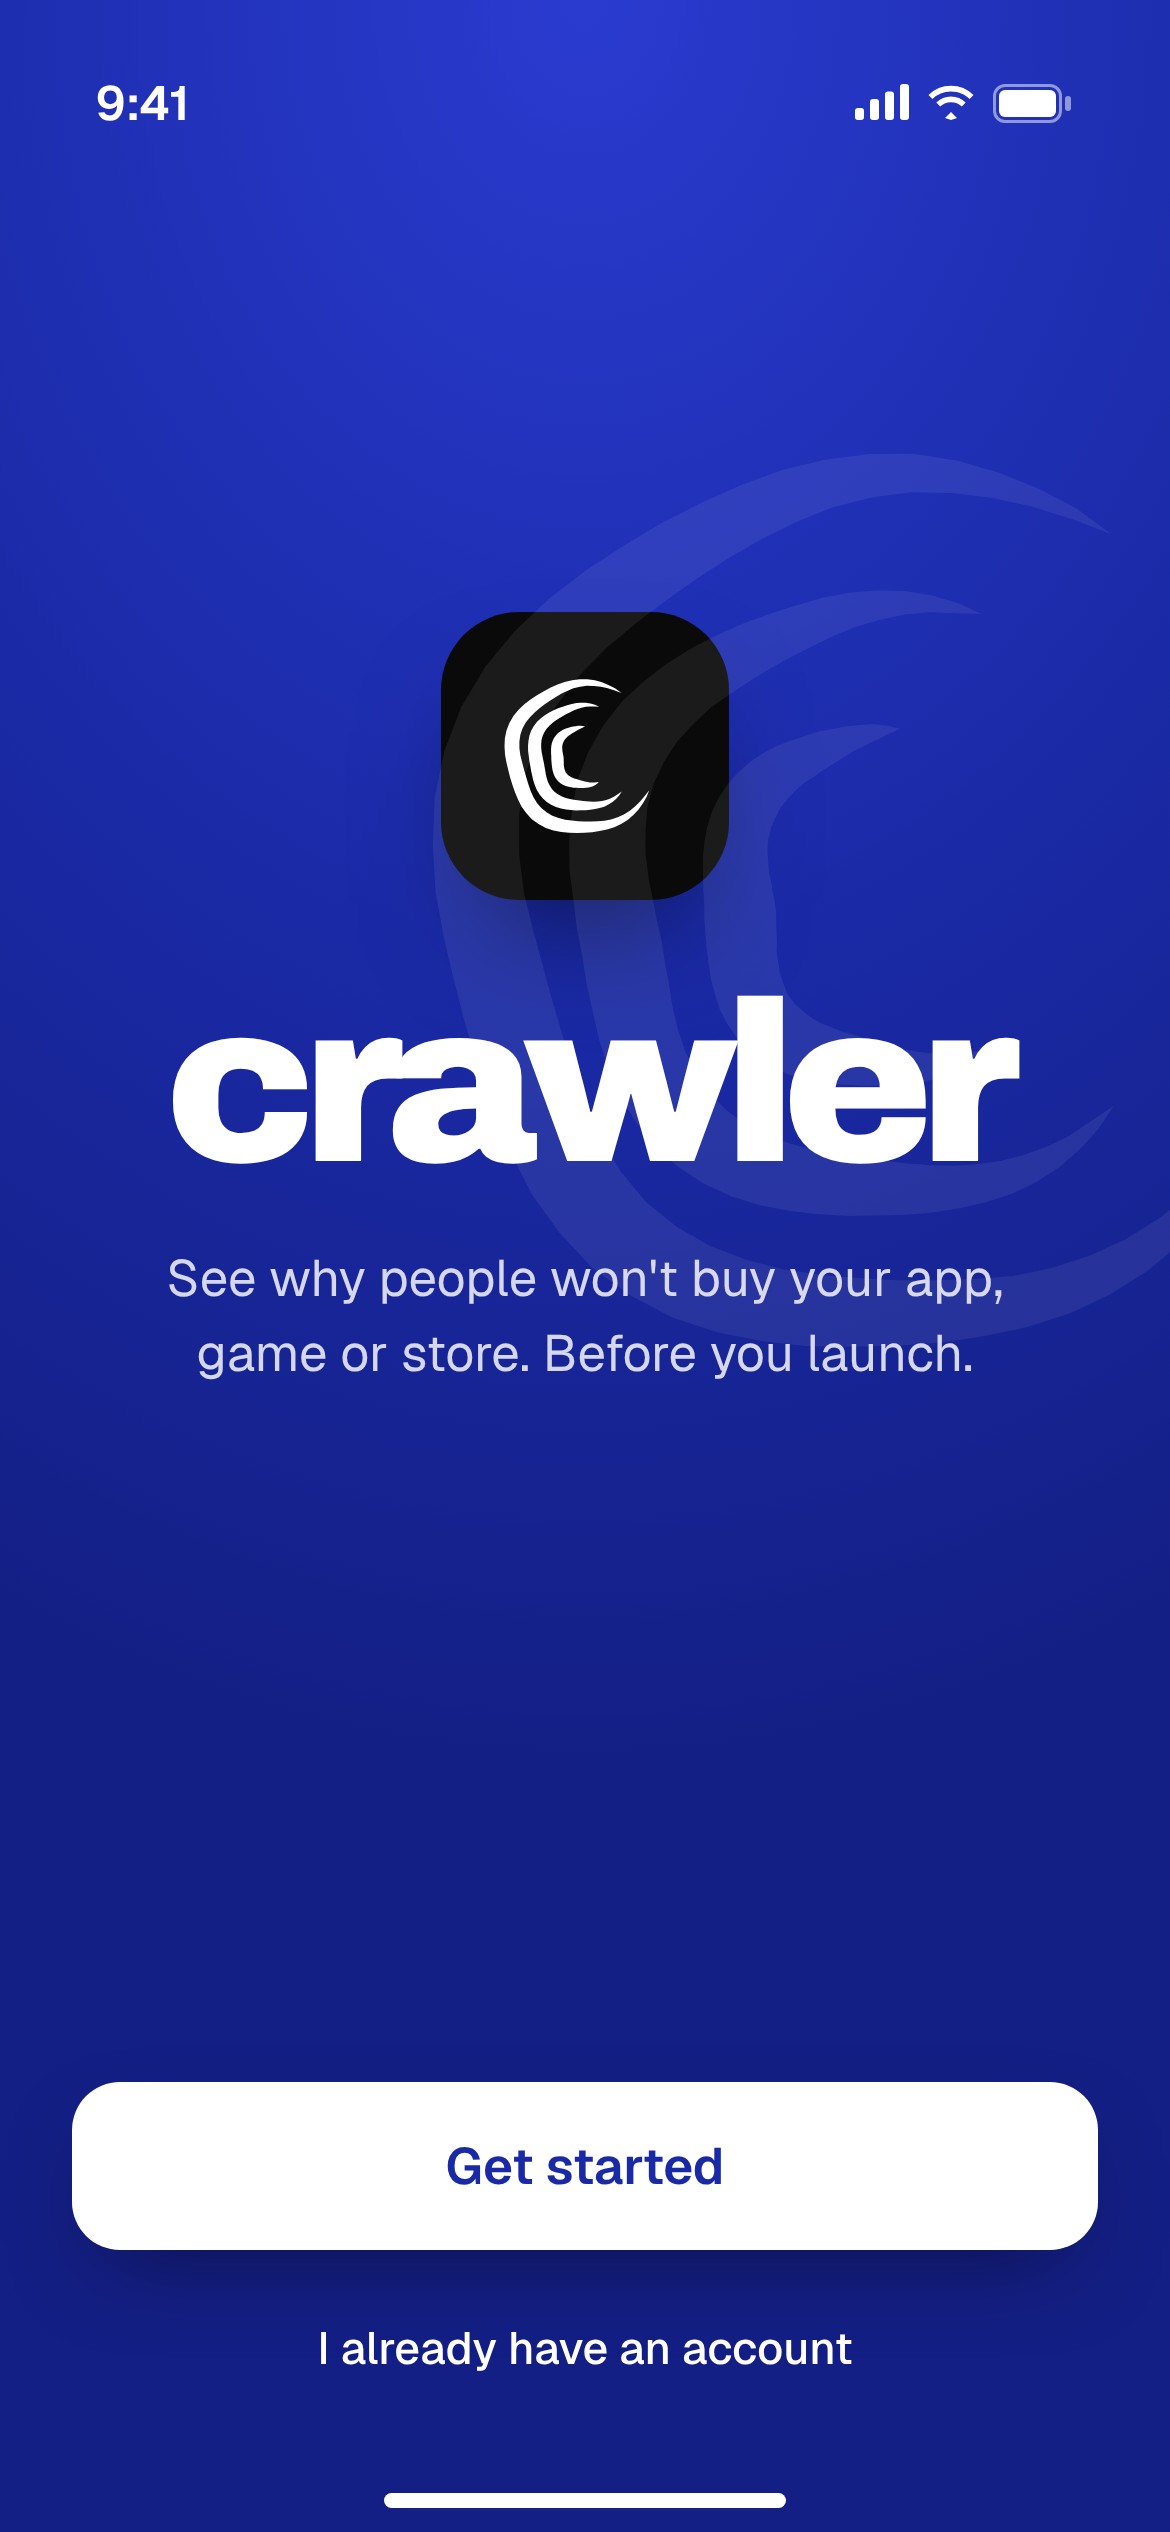 9:41
crawler
See why people won't buy your app,
game or store. Before you launch.
Get started
I already have an account